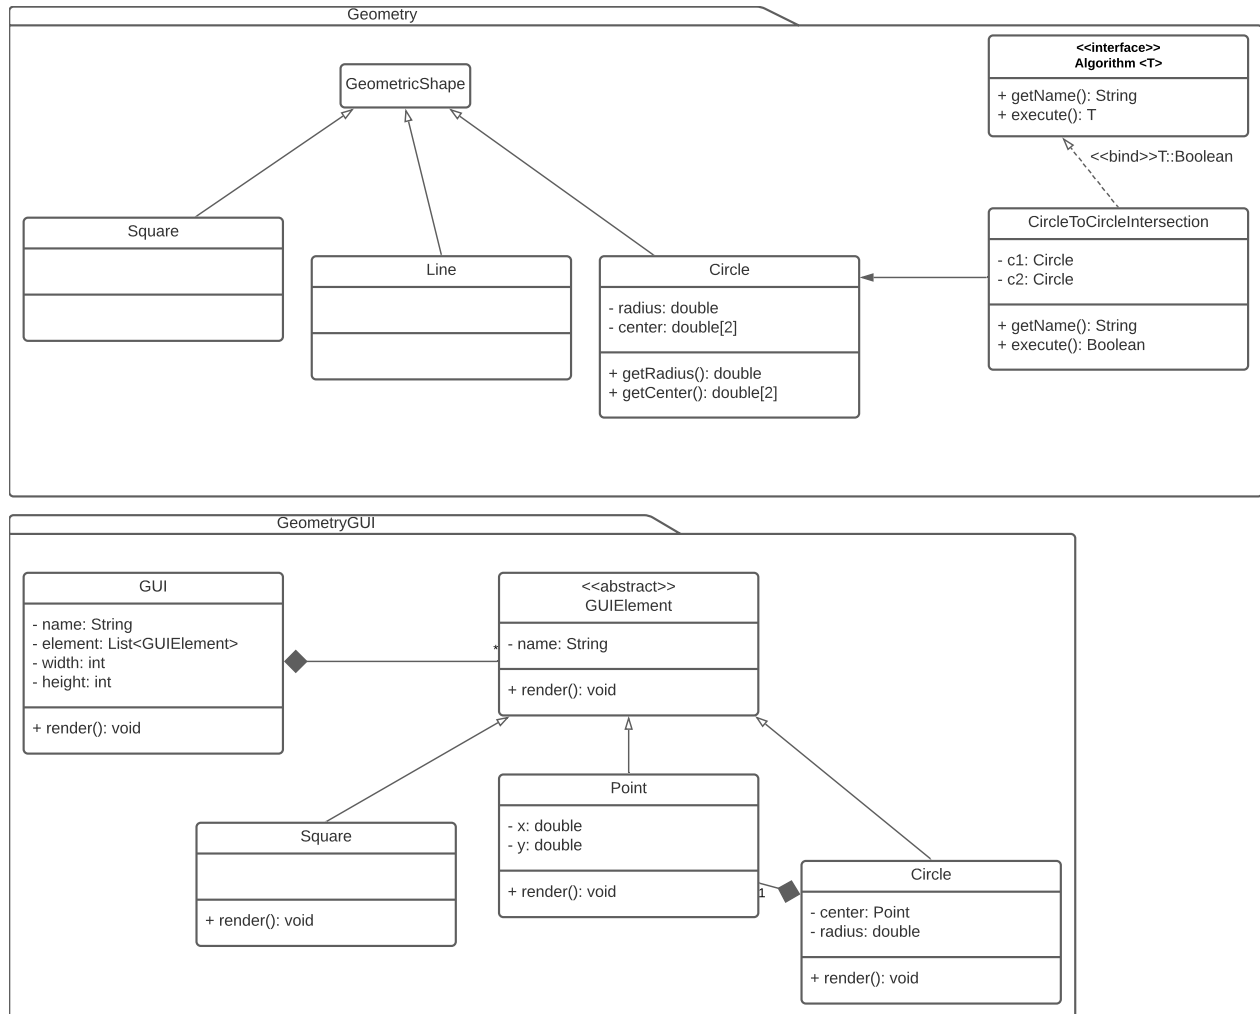 Geometry
GeometricShape
<<interface>>
Algorithm <T>
+ getName(): String
+ execute(): T
<<bind>>T::Boolean
Square
Line
Circle
- radius: double
- center: double[2]
+ getRadius(): double
+ getCenter(): double[2]
CircleToCircleIntersection
- c1: Circle
- c2: Circle
+ getName(): String
+ execute(): Boolean
GeometryGUI
GUI
- name: String
- element: List<GUIElement>
- width: int
- height: int
+ render(): void
*
<<abstract>>
GUIElement
- name: String
+ render(): void
Square
+ render(): void
Point
- x: double
- y: double
+ render(): void
1
Circle
- center: Point
- radius: double
+ render(): void